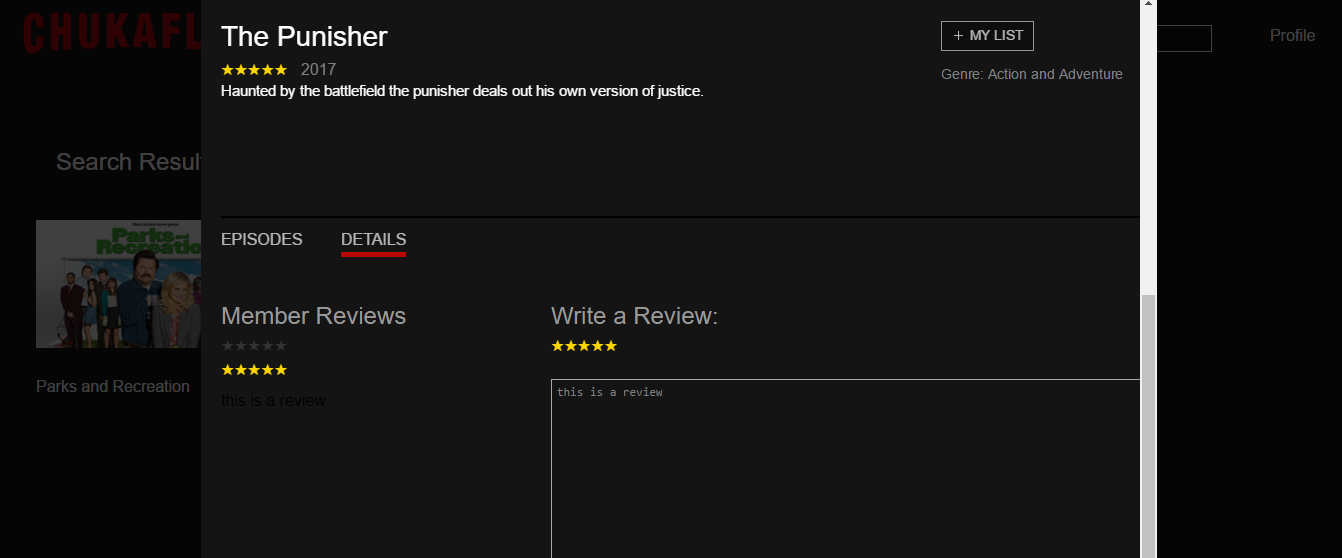 CHUKAFL
The Punisher
+ MY LIST
Profile
★★★★★ 2017
Genre: Action and Adventure
Haunted by the battlefield the punisher deals out his own version of justice.
Search Resul
Parks and
Recreatio
EPISODES
DETAILS
Member Reviews
Write a Review:
★★★★★
★★★★★
★★★★★
this is a review
this is a review
Parks and Recreation